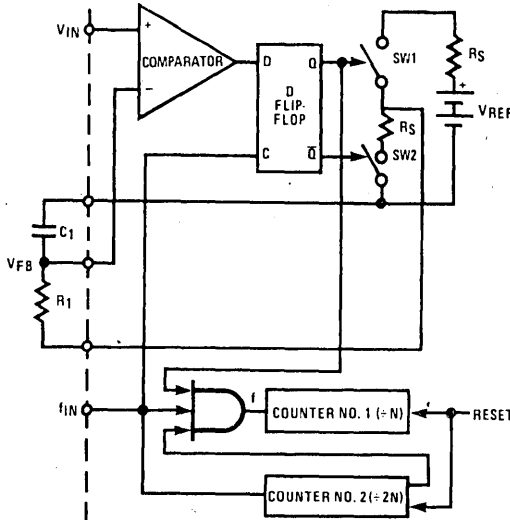 VIN
+
COMPARATOR
−
D
Q
D
FLIP-
FLOP
C
Q̅
SW1
RS
+
VREF
RS
SW2
C1
VFB
R1
fIN
f
COUNTER NO. 1 (÷N)
RESET
COUNTER NO. 2 (÷2N)